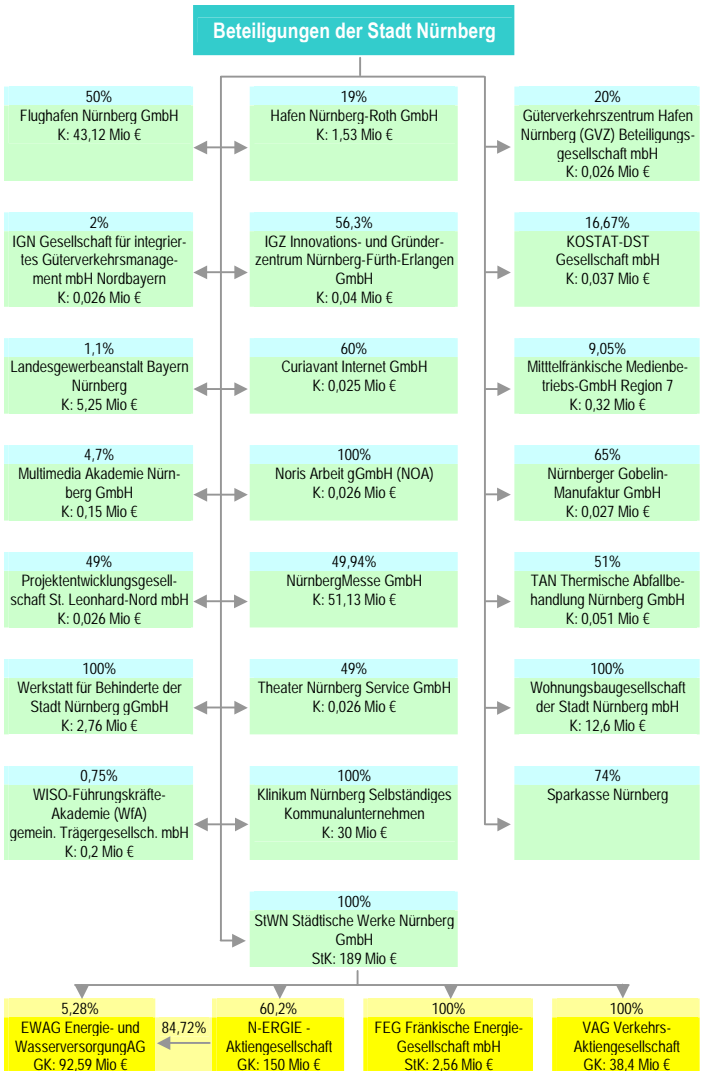 Beteiligungen der Stadt Nürnberg
50%
Flughafen Nürnberg GmbH
K: 43,12 Mio €
19%
Hafen Nürnberg-Roth GmbH
K: 1,53 Mio €
20%
Güterverkehrszentrum Hafen
Nürnberg (GVZ) Beteiligungs-
gesellschaft mbH
K: 0,026 Mio €
2%
IGN Gesellschaft für integrier-
tes Güterverkehrsmanage-
ment mbH Nordbayern
K: 0,026 Mio €
56,3%
IGZ Innovations- und Gründer-
zentrum Nürnberg-Fürth-Erlangen
GmbH
K: 0,04 Mio €
16,67%
KOSTAT-DST
Gesellschaft mbH
K: 0,037 Mio €
1,1%
Landesgewerbeanstalt Bayern
Nürnberg
K: 5,25 Mio €
60%
Curiavant Internet GmbH
K: 0,025 Mio €
9,05%
Mitttelfränkische Medienbe-
triebs-GmbH Region 7
K: 0,32 Mio €
4,7%
Multimedia Akademie Nürn-
berg GmbH
K: 0,15 Mio €
100%
Noris Arbeit gGmbH (NOA)
K: 0,026 Mio €
65%
Nürnberger Gobelin-
Manufaktur GmbH
K: 0,027 Mio €
49%
Projektentwicklungsgesell-
schaft St. Leonhard-Nord mbH
K: 0,026 Mio €
49,94%
NürnbergMesse GmbH
K: 51,13 Mio €
51%
TAN Thermische Abfallbe-
handlung Nürnberg GmbH
K: 0,051 Mio €
100%
Werkstatt für Behinderte der
Stadt Nürnberg gGmbH
K: 2,76 Mio €
49%
Theater Nürnberg Service GmbH
K: 0,026 Mio €
100%
Wohnungsbaugesellschaft
der Stadt Nürnberg mbH
K: 12,6 Mio €
0,75%
WISO-Führungskräfte-
Akademie (WfA)
gemein. Trägergesellsch. mbH
K: 0,2 Mio €
100%
Klinikum Nürnberg Selbständiges
Kommunalunternehmen
K: 30 Mio €
74%
Sparkasse Nürnberg
100%
StWN Städtische Werke Nürnberg
GmbH
StK: 189 Mio €
5,28%
EWAG Energie- und
WasserversorgungAG
GK: 92,59 Mio €
84,72%
60,2%
N-ERGIE -
Aktiengesellschaft
GK: 150 Mio €
100%
FEG Fränkische Energie-
Gesellschaft mbH
StK: 2,56 Mio €
100%
VAG Verkehrs-
Aktiengesellschaft
GK: 38,4 Mio €